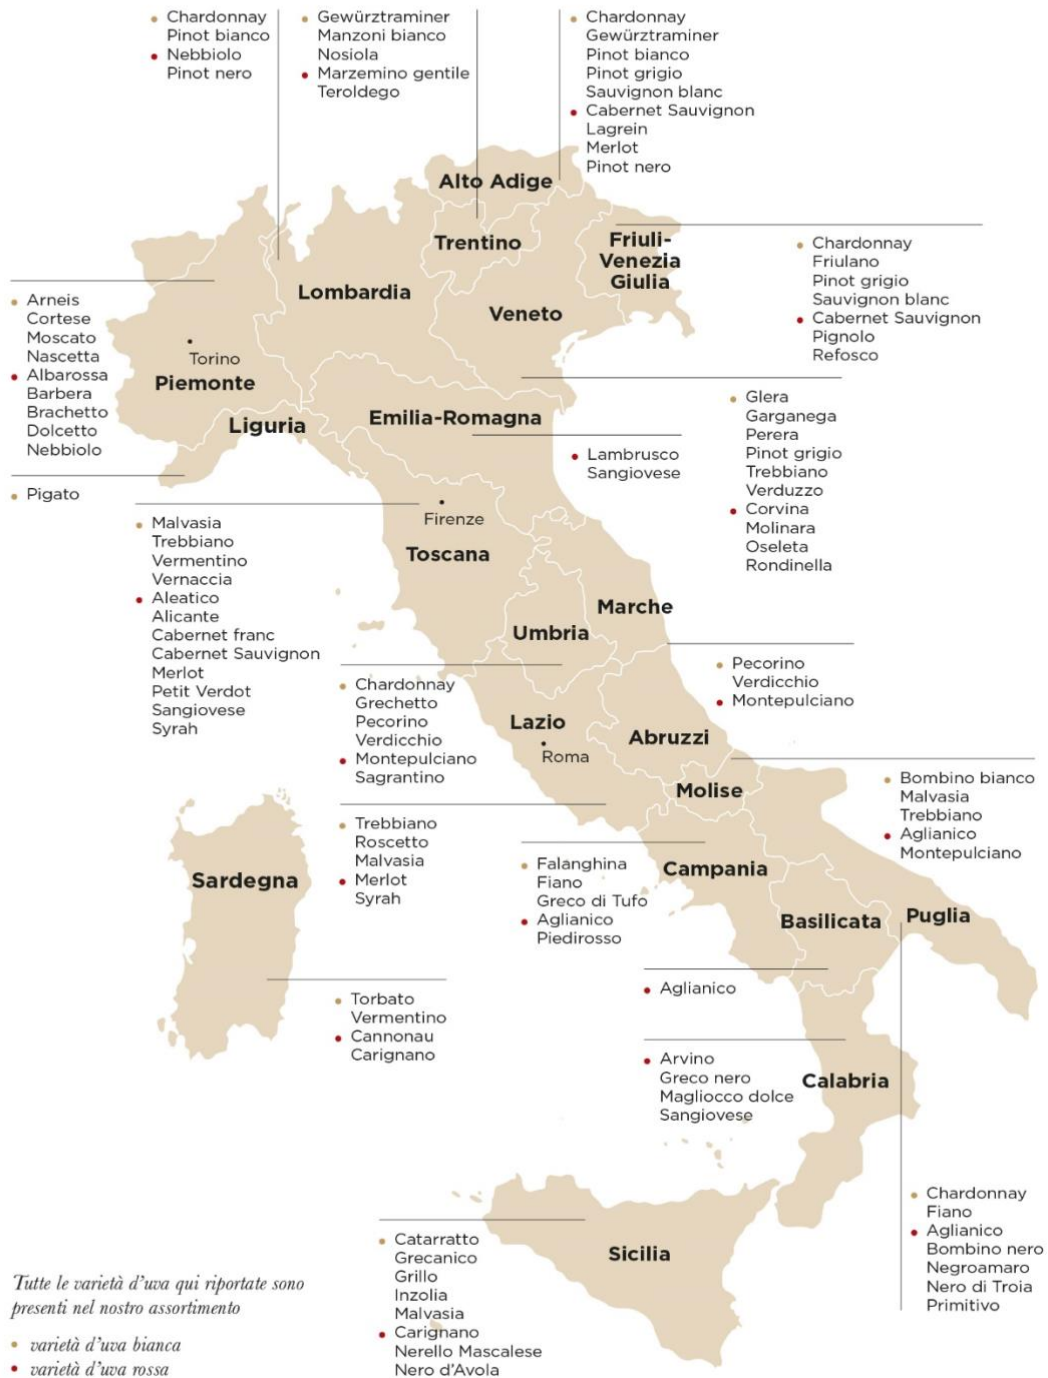 Chardonnay
Pinot bianco
Nebbiolo
Pinot nero
Gewürztraminer
Manzoni bianco
Nosiola
Marzemino gentile
Teroldego
Chardonnay
Gewürztraminer
Pinot bianco
Pinot grigio
Sauvignon blanc
Cabernet Sauvignon
Lagrein
Merlot
Pinot nero
Alto Adige
Trentino
Friuli-
Venezia
Giulia
Lombardia
Veneto
Chardonnay
Friulano
Pinot grigio
Sauvignon blanc
Cabernet Sauvignon
Pignolo
Refosco
Arneis
Cortese
Moscato
Nascetta
Albarossa
Barbera
Brachetto
Dolcetto
Nebbiolo
Torino
Piemonte
Liguria
Emilia-Romagna
Lambrusco
Sangiovese
Glera
Garganega
Perera
Pinot grigio
Trebbiano
Verduzzo
Corvina
Molinara
Oseleta
Rondinella
Pigato
Malvasia
Trebbiano
Vermentino
Vernaccia
Aleatico
Alicante
Cabernet franc
Cabernet Sauvignon
Merlot
Petit Verdot
Sangiovese
Syrah
Firenze
Toscana
Marche
Umbria
Pecorino
Verdicchio
Montepulciano
Chardonnay
Grechetto
Pecorino
Verdicchio
Montepulciano
Sagrantino
Lazio
Roma
Abruzzi
Molise
Bombino bianco
Malvasia
Trebbiano
Aglianico
Montepulciano
Trebbiano
Roscetto
Malvasia
Merlot
Syrah
Sardegna
Falanghina
Fiano
Greco di Tufo
Aglianico
Piedirosso
Campania
Basilicata
Puglia
Torbato
Vermentino
Cannonau
Carignano
Aglianico
Arvino
Greco nero
Magliocco dolce
Sangiovese
Calabria
Chardonnay
Fiano
Aglianico
Bombino nero
Negroamaro
Nero di Troia
Primitivo
Catarratto
Grecanico
Grillo
Inzolia
Malvasia
Carignano
Nerello Mascalese
Nero d'Avola
Sicilia
Tutte le varietà d'uva qui riportate sono
presenti nel nostro assortimento
varietà d'uva bianca
varietà d'uva rossa